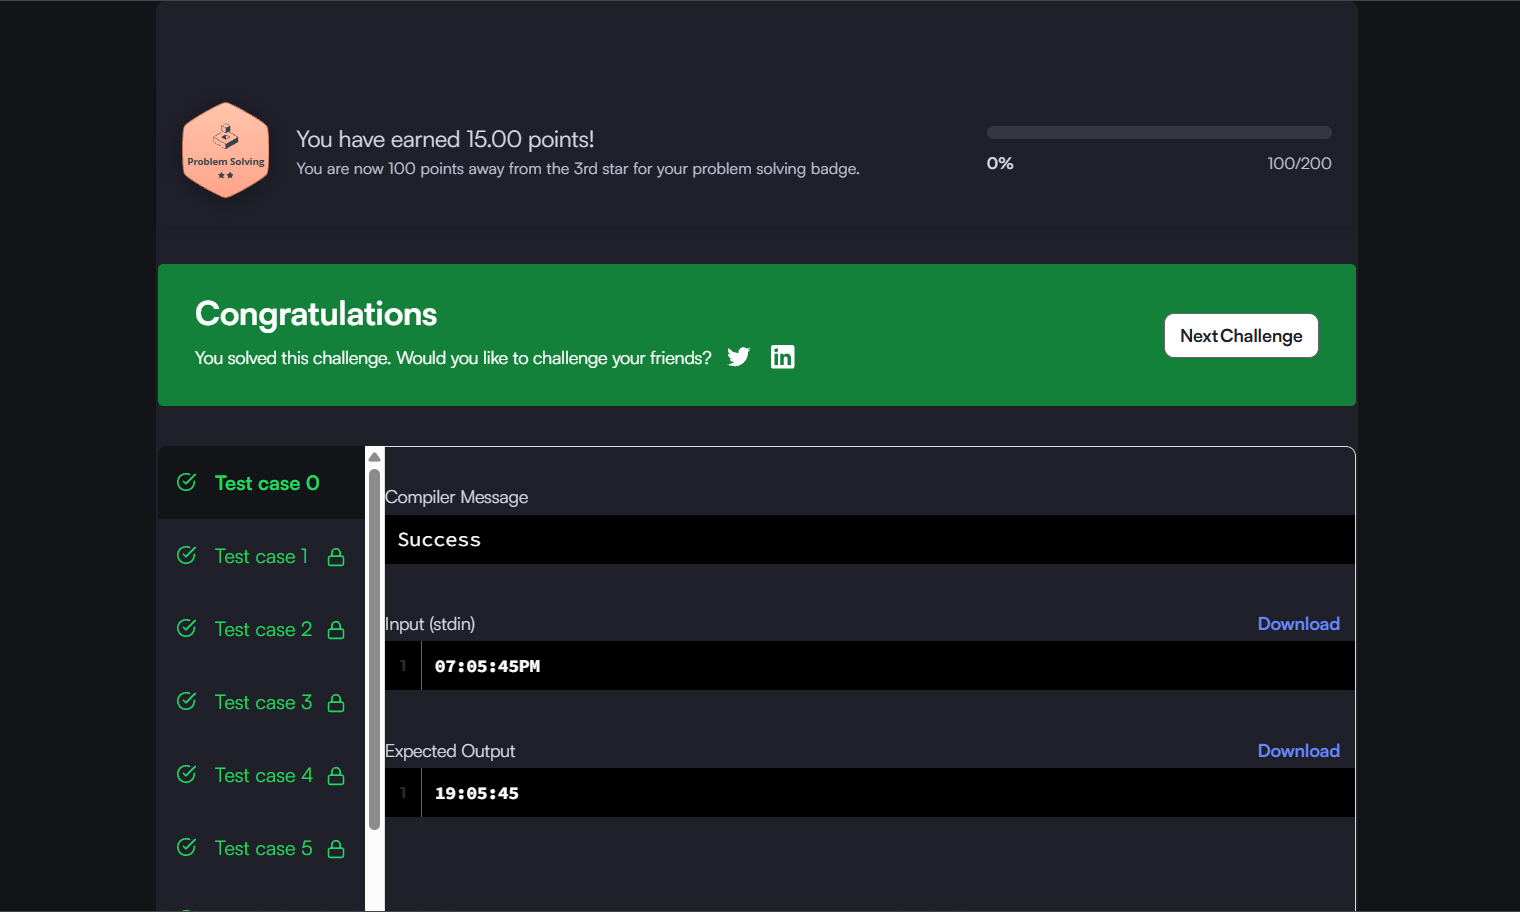 Problem Solving
You have earned 15.00 points!
You are now 100 points away from the 3rd star for your problem solving badge.
0%
100/200
Congratulations
You solved this challenge. Would you like to challenge your friends?
in
Next Challenge
Test case 0
Test case 1
Test case 2
Test case 3
Test case 4
Test case 5
Compiler Message
Success
Input (stdin)
Download
1
07:05:45PM
Expected Output
Download
1
19:05:45